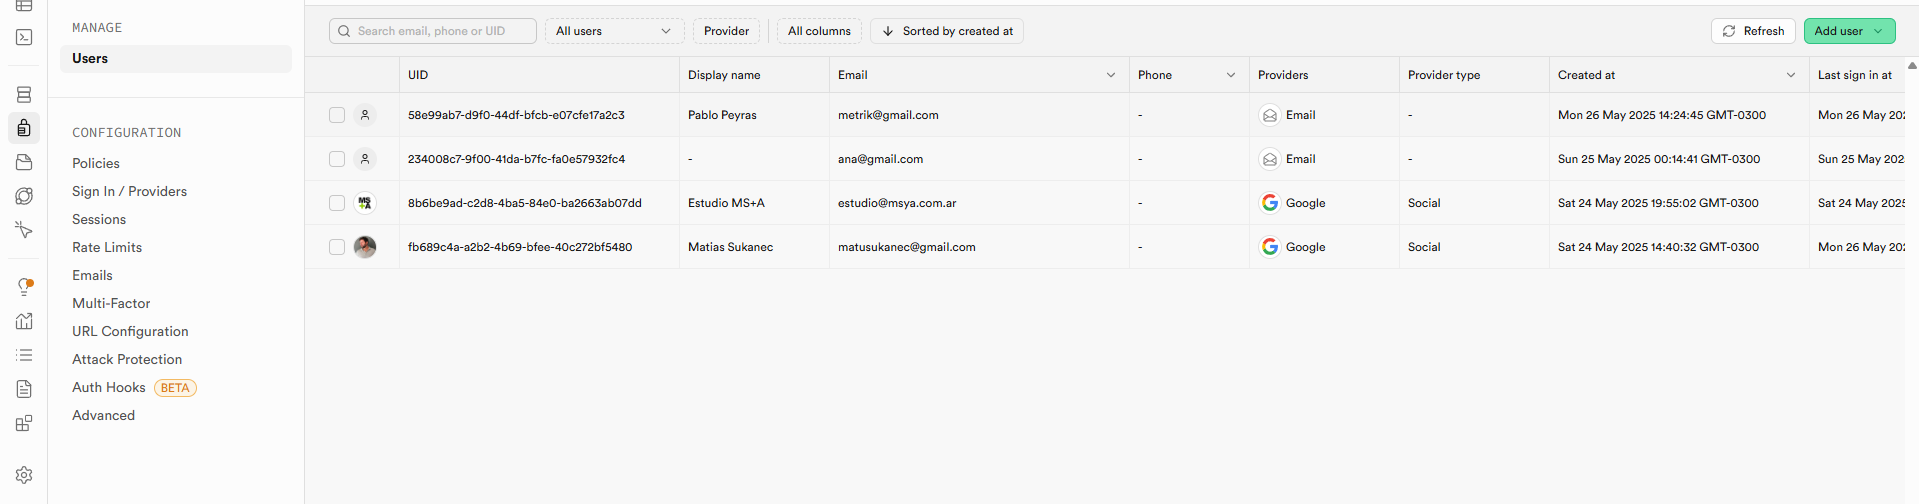 MANAGE
Users
CONFIGURATION
Policies
Sign In / Providers
Sessions
Rate Limits
Emails
Multi-Factor
URL Configuration
Attack Protection
Auth Hooks BETA
Advanced
Search email, phone or UID All users Provider All columns Sorted by created at Refresh Add user
UID Display name Email Phone Providers Provider type Created at Last sign in at
58e99ab7-d9f0-44df-bfcb-e07cfe17a2c3 Pablo Peyras metrik@gmail.com - Email - Mon 26 May 2025 14:24:45 GMT-0300 Mon 26 May 202
234008c7-9f00-41da-b7fc-fa0e57932fc4 - ana@gmail.com - Email - Sun 25 May 2025 00:14:41 GMT-0300 Sun 25 May 202
MS+A 8b6be9ad-c2d8-4ba5-84e0-ba2663ab07dd Estudio MS+A estudio@msya.com.ar - Google Social Sat 24 May 2025 19:55:02 GMT-0300 Sat 24 May 2025
fb689c4a-a2b2-4b69-bfee-40c272bf5480 Matias Sukanec matusukanec@gmail.com - Google Social Sat 24 May 2025 14:40:32 GMT-0300 Mon 26 May 202